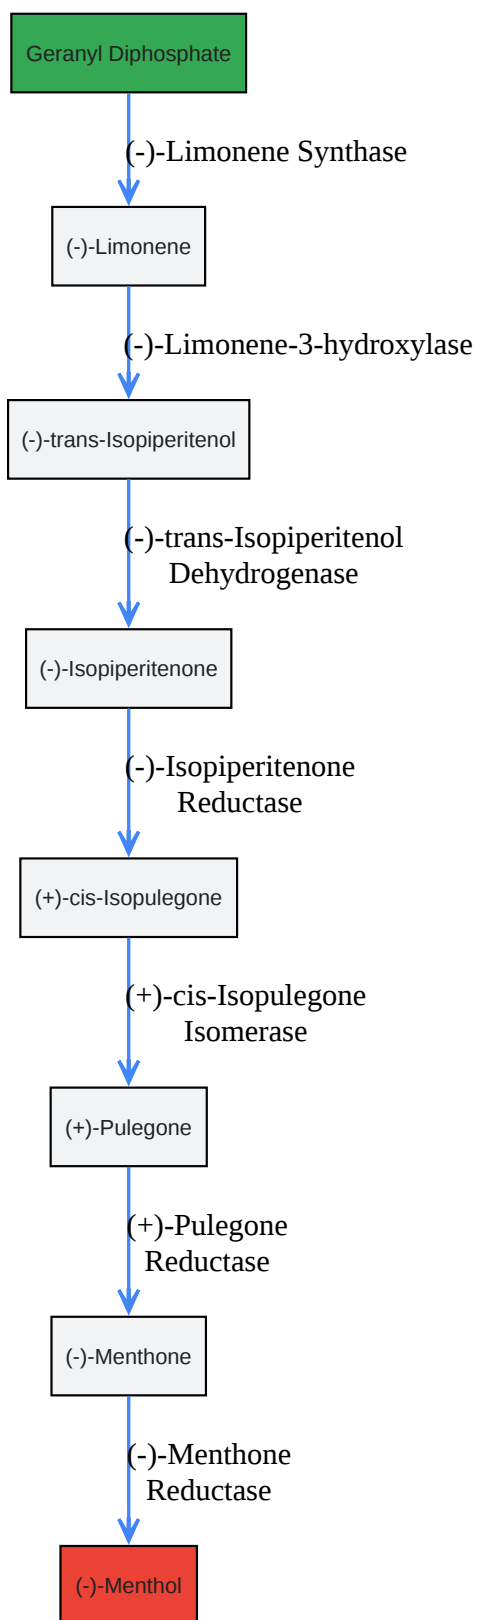 Geranyl Diphosphate
(-)-Limonene Synthase
(-)-Limonene
(-)-Limonene-3-hydroxylase
(-)-trans-Isopiperitenol
(-)-trans-Isopiperitenol
Dehydrogenase
(-)-Isopiperitenone
(-)-Isopiperitenone
Reductase
(+)-cis-Isopulegone
(+)-cis-Isopulegone
Isomerase
(+)-Pulegone
(+)-Pulegone
Reductase
(-)-Menthone
(-)-Menthone
Reductase
(-)-Menthol